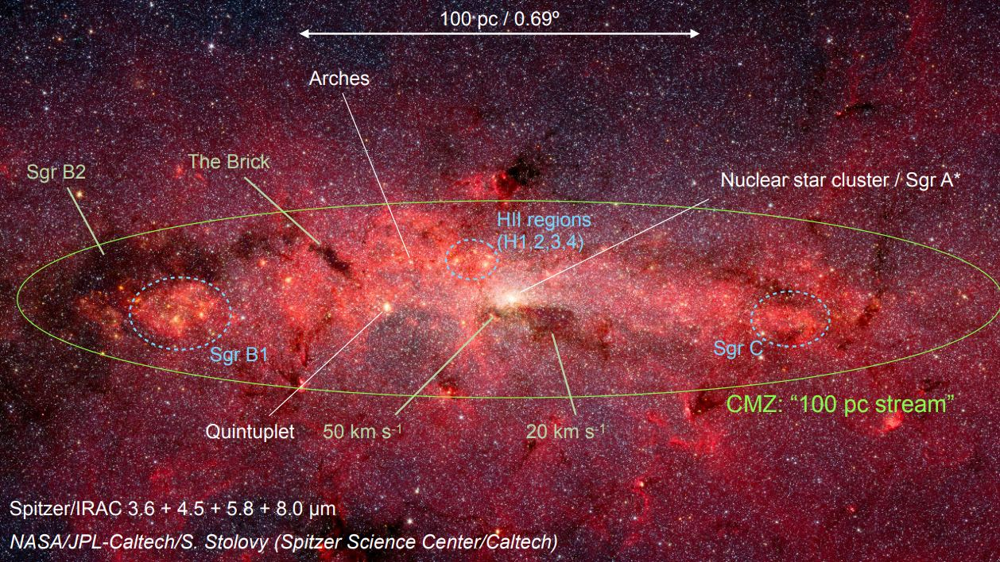 100 pc / 0.69º
Arches
The Brick
Sgr B2
Nuclear star cluster / Sgr A*
HII regions
(H1,2,3,4)
Sgr B1
Sgr C
CMZ: “100 pc stream”
Quintuplet
50 km s⁻¹
20 km s⁻¹
Spitzer/IRAC 3.6 + 4.5 + 5.8 + 8.0 μm
NASA/JPL-Caltech/S. Stolovy (Spitzer Science Center/Caltech)